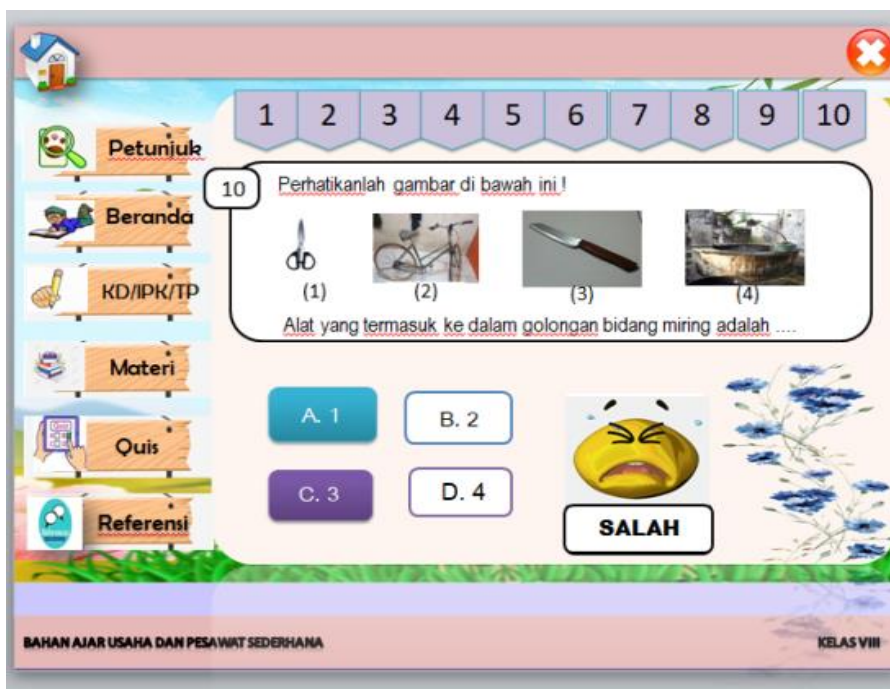 1 2 3 4 5 6 7 8 9 10
Petunjuk
Beranda
KD/IPK/TP
Materi
Quis
Referensi
10
Perhatikanlah gambar di bawah ini !
(1) (2) (3) (4)
Alat yang termasuk ke dalam golongan bidang miring adalah ....
A. 1
B. 2
C. 3
D. 4
SALAH
BAHAN AJAR USAHA DAN PESAWAT SEDERHANA
KELAS VIII